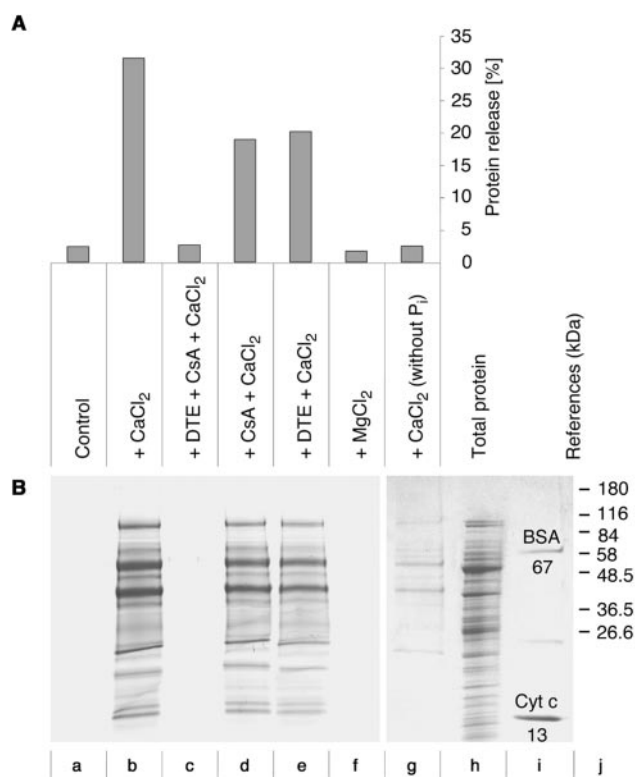 A
35
30
25
20
15
10
5
0
Protein release [%]
Control
+ CaCl₂
+ DTE + CsA + CaCl₂
+ CsA + CaCl₂
+ DTE + CaCl₂
+ MgCl₂
+ CaCl₂ (without Pᵢ)
Total protein
References (kDa)
B
BSA
67
Cyt c
13
– 180
– 116
– 84
– 58
– 48.5
– 36.5
– 26.6
a b c d e f g h i j